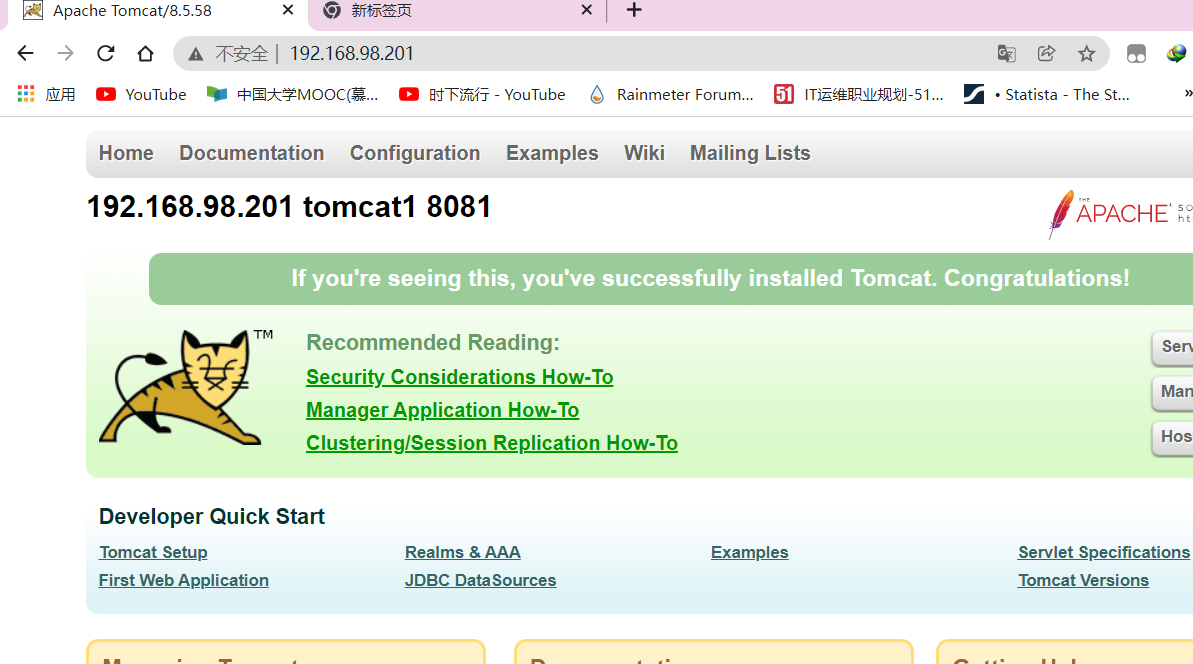 Apache Tomcat/8.5.58
新标签页
不安全 192.168.98.201
应用 YouTube 中国大学MOOC(慕... 时下流行 - YouTube Rainmeter Forum... 51 IT运维职业规划-51... • Statista - The St... »
Home Documentation Configuration Examples Wiki Mailing Lists
192.168.98.201 tomcat1 8081
THE APACHE
If you're seeing this, you've successfully installed Tomcat. Congratulations!
TM
Recommended Reading:
Security Considerations How-To
Manager Application How-To
Clustering/Session Replication How-To
Serv
Man
Hos
Developer Quick Start
Tomcat Setup Realms & AAA Examples Servlet Specifications
First Web Application JDBC DataSources Tomcat Versions